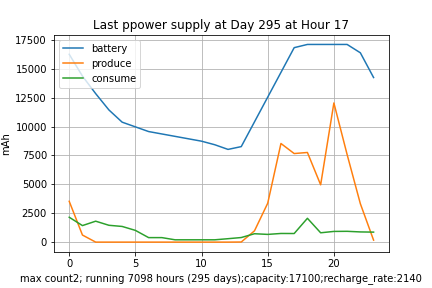 Last ppower supply at Day 295 at Hour 17
17500
15000
12500
10000
7500
5000
2500
0
mAh
battery
produce
consume
0 5 10 15 20
max count2; running 7098 hours (295 days);capacity:17100;recharge_rate:2140